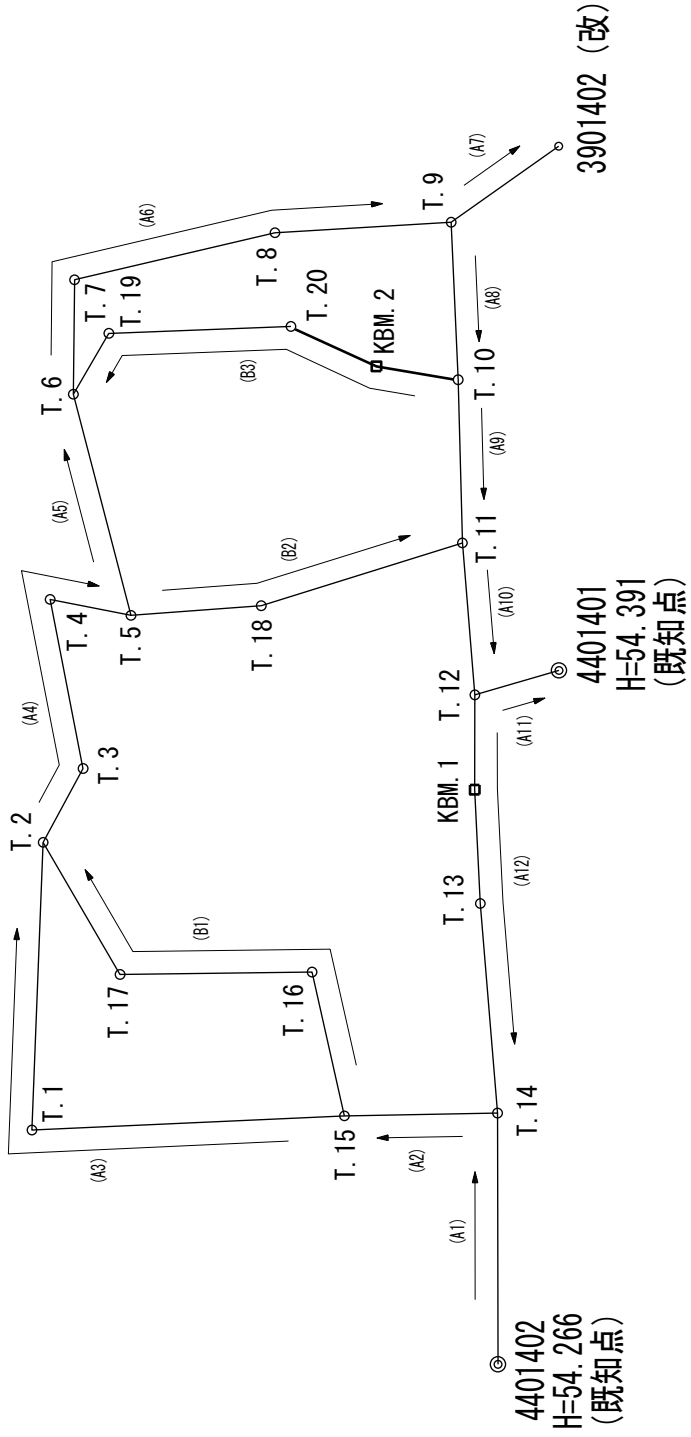 T. 1
T. 2
T. 3
T. 4
T. 5
T. 6
T. 7
T. 19
T. 8
T. 20
T. 9
KBM. 2
T. 10
T. 11
T. 18
T. 12
KBM. 1
T. 13
T. 14
T. 15
T. 16
T. 17
(A1)
(A2)
(A3)
(A4)
(A5)
(A6)
(A7)
(A8)
(A9)
(A10)
(A11)
(A12)
(B1)
(B2)
(B3)
4401402
H=54. 266
(既知点)
4401401
H=54. 391
(既知点)
3901402 (改)